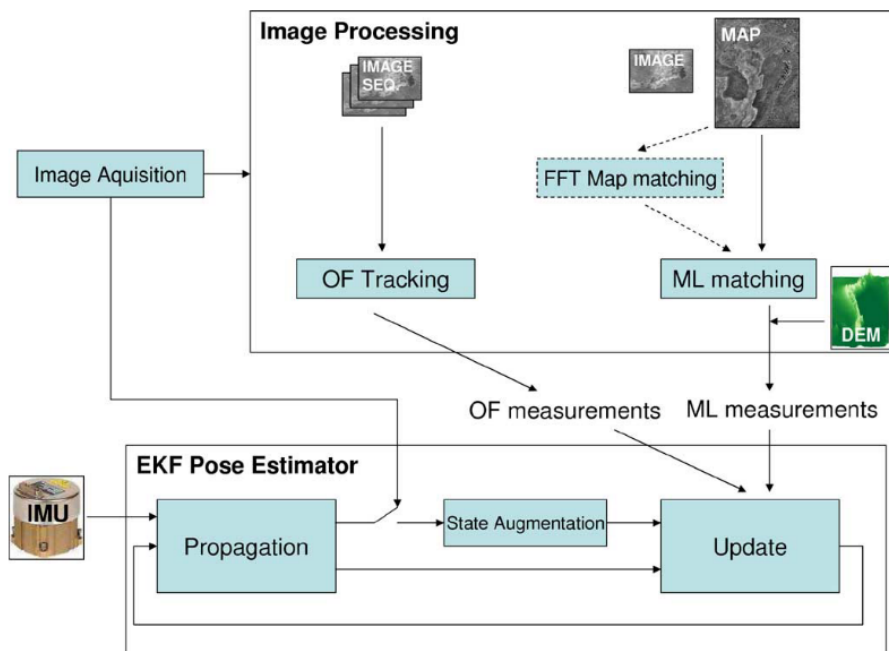 Image Processing
IMAGE
SEQ.
IMAGE
MAP
Image Aquisition
FFT Map matching
OF Tracking
ML matching
DEM
OF measurements
ML measurements
EKF Pose Estimator
IMU
Propagation
State Augmentation
Update